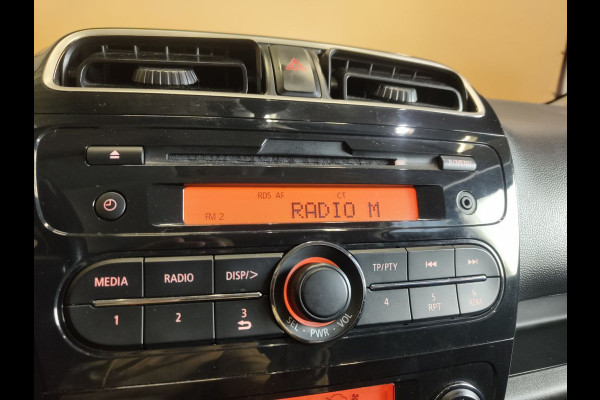 RDS AF CT
FM 2 RADIO M
MEDIA RADIO DISP/> TP/PTY
1 2 3 4 5 6
RPT
SEL - PWR - VOL